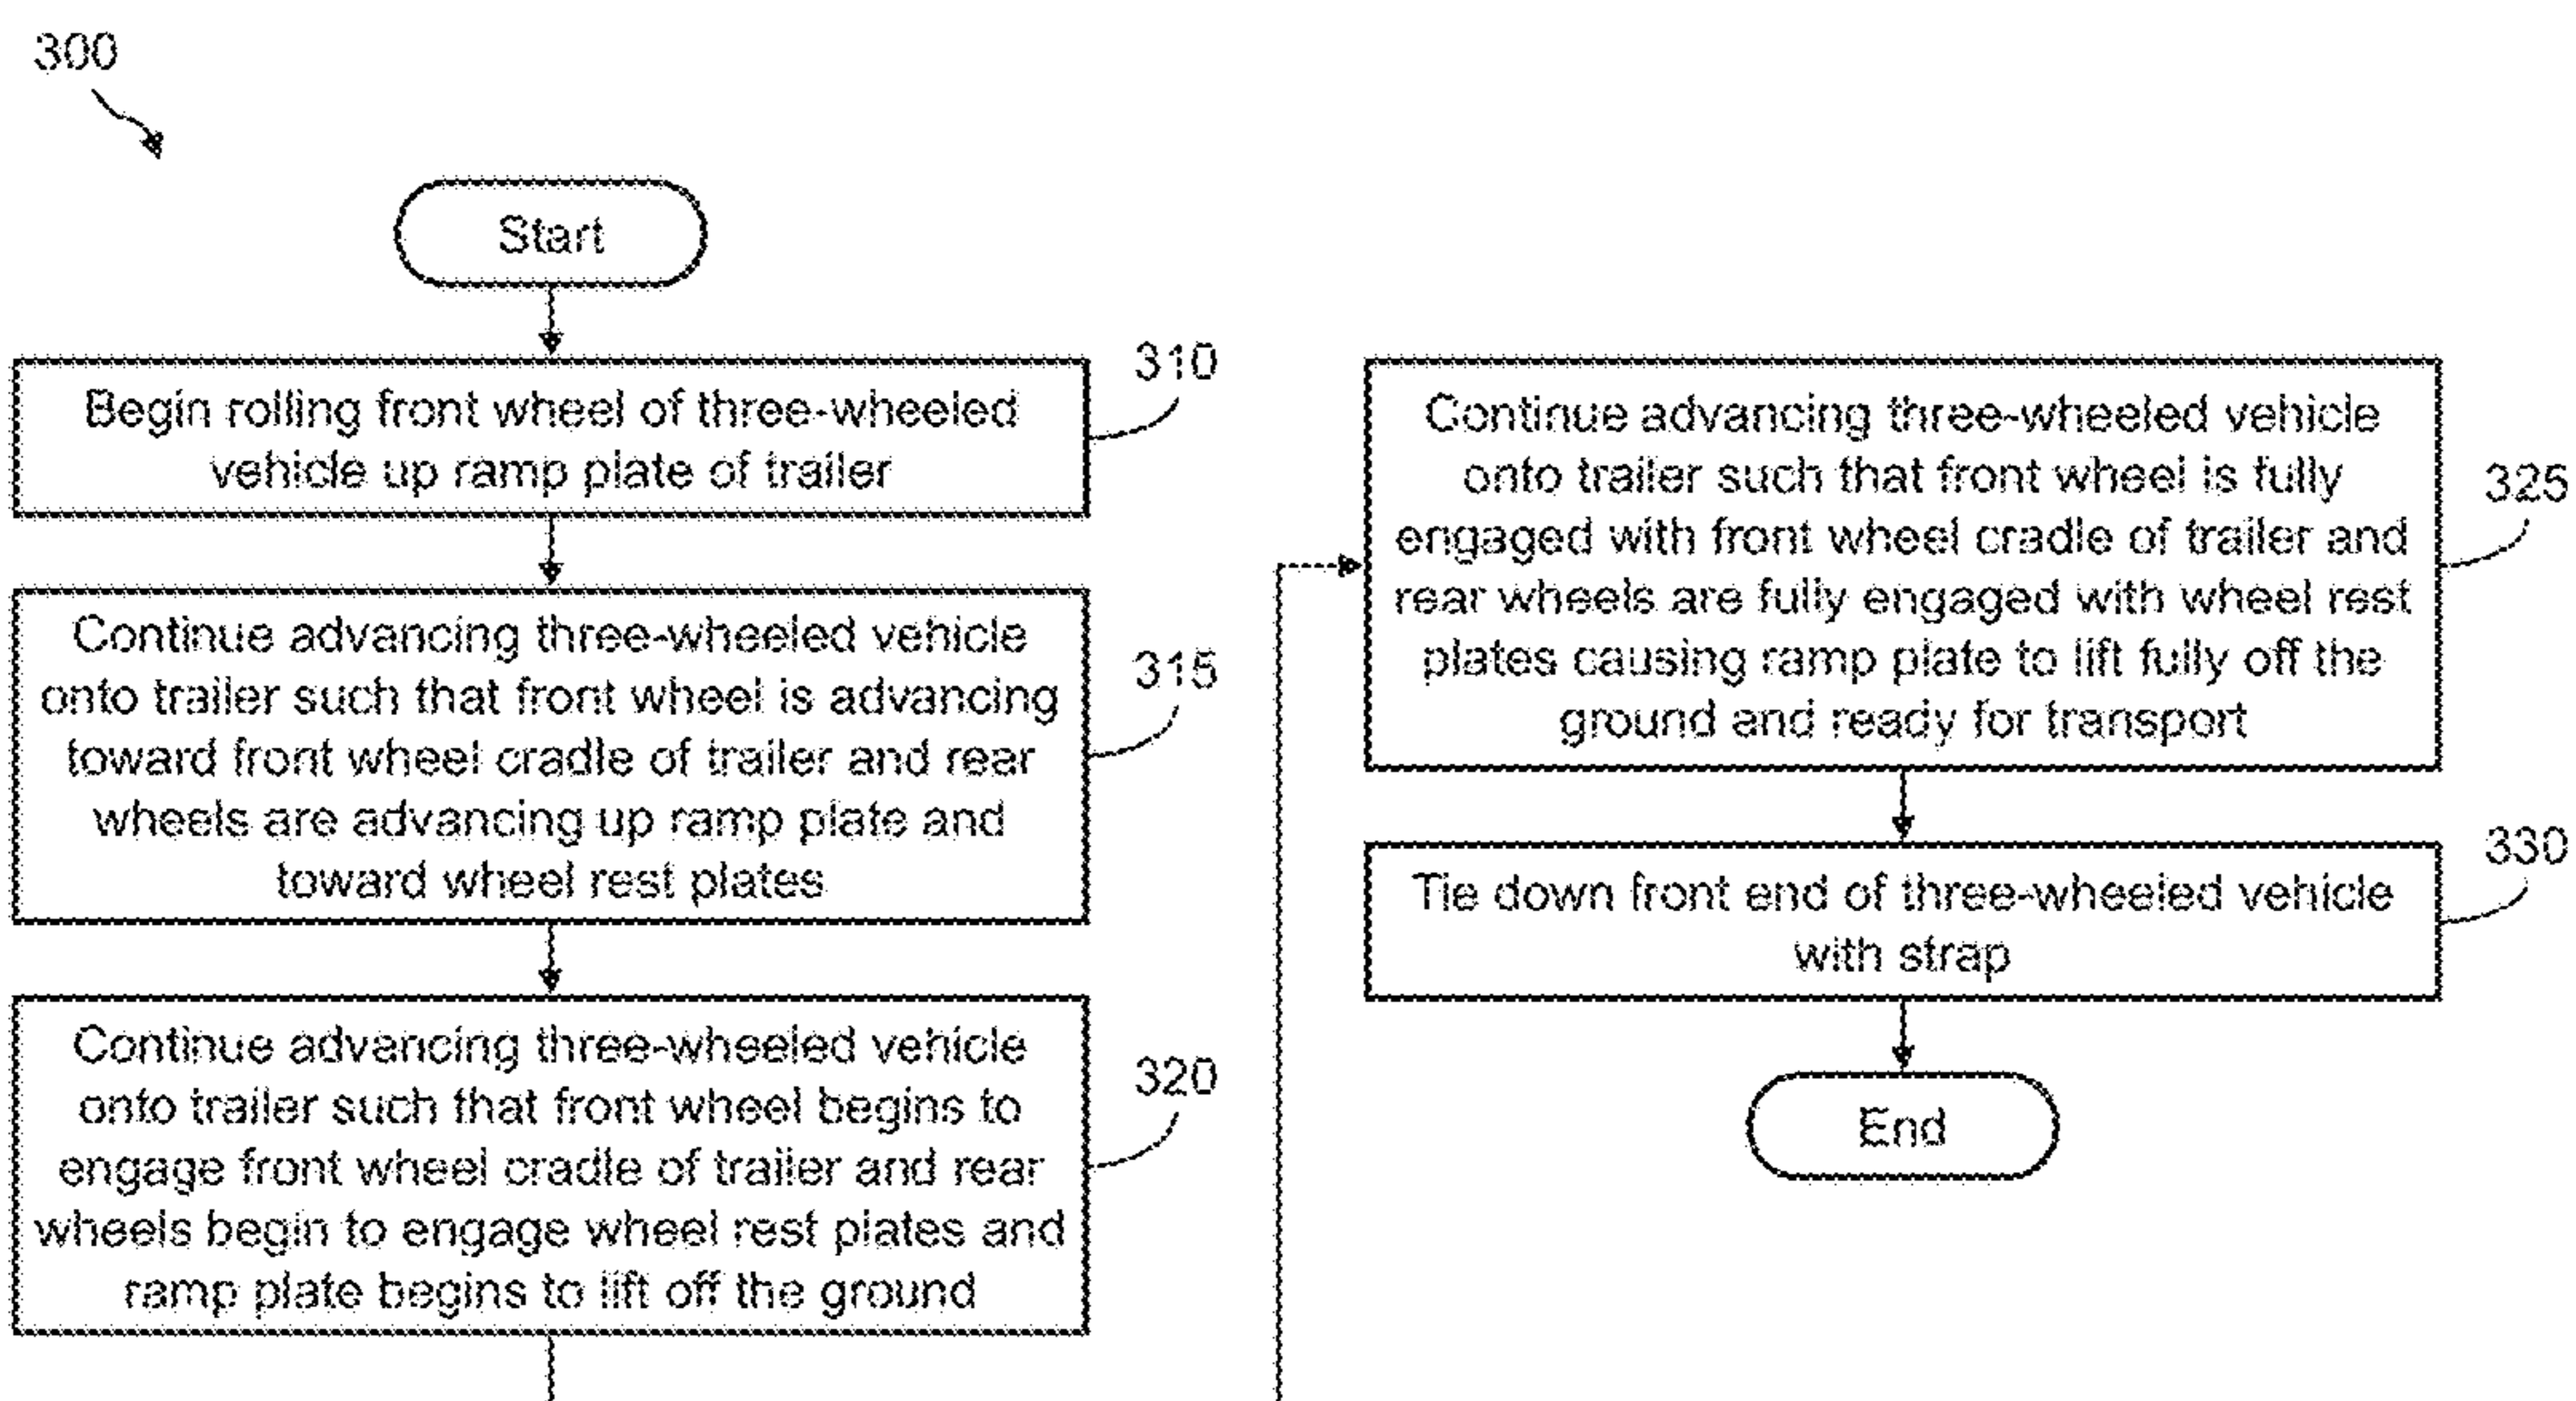 300
Start
310
Begin rolling front wheel of three-wheeled
vehicle up ramp plate of trailer
315
Continue advancing three-wheeled vehicle
onto trailer such that front wheel is advancing
toward front wheel cradle of trailer and rear
wheels are advancing up ramp plate and
toward wheel rest plates
320
Continue advancing three-wheeled vehicle
onto trailer such that front wheel begins to
engage front wheel cradle of trailer and rear
wheels begin to engage wheel rest plates and
ramp plate begins to lift off the ground
325
Continue advancing three-wheeled vehicle
onto trailer such that front wheel is fully
engaged with front wheel cradle of trailer and
rear wheels are fully engaged with wheel rest
plates causing ramp plate to lift fully off the
ground and ready for transport
330
Tie down front end of three-wheeled vehicle
with strap
End